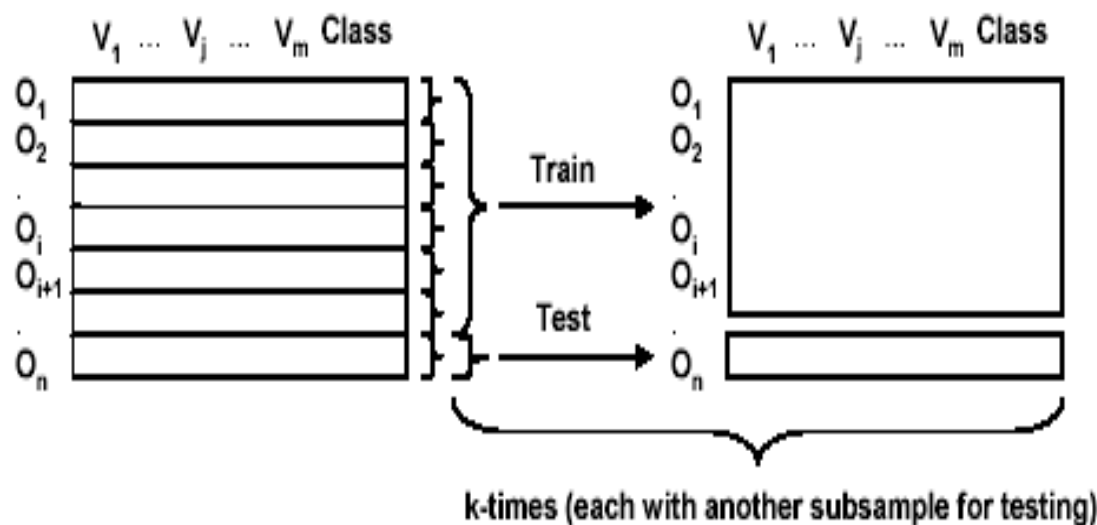 V1 ... Vj ... Vm Class
O1
O2
.
Oi
Oi+1
.
On
Train
Test
V1 ... Vj ... Vm Class
O1
O2
.
Oi
Oi+1
.
On
k-times (each with another subsample for testing)